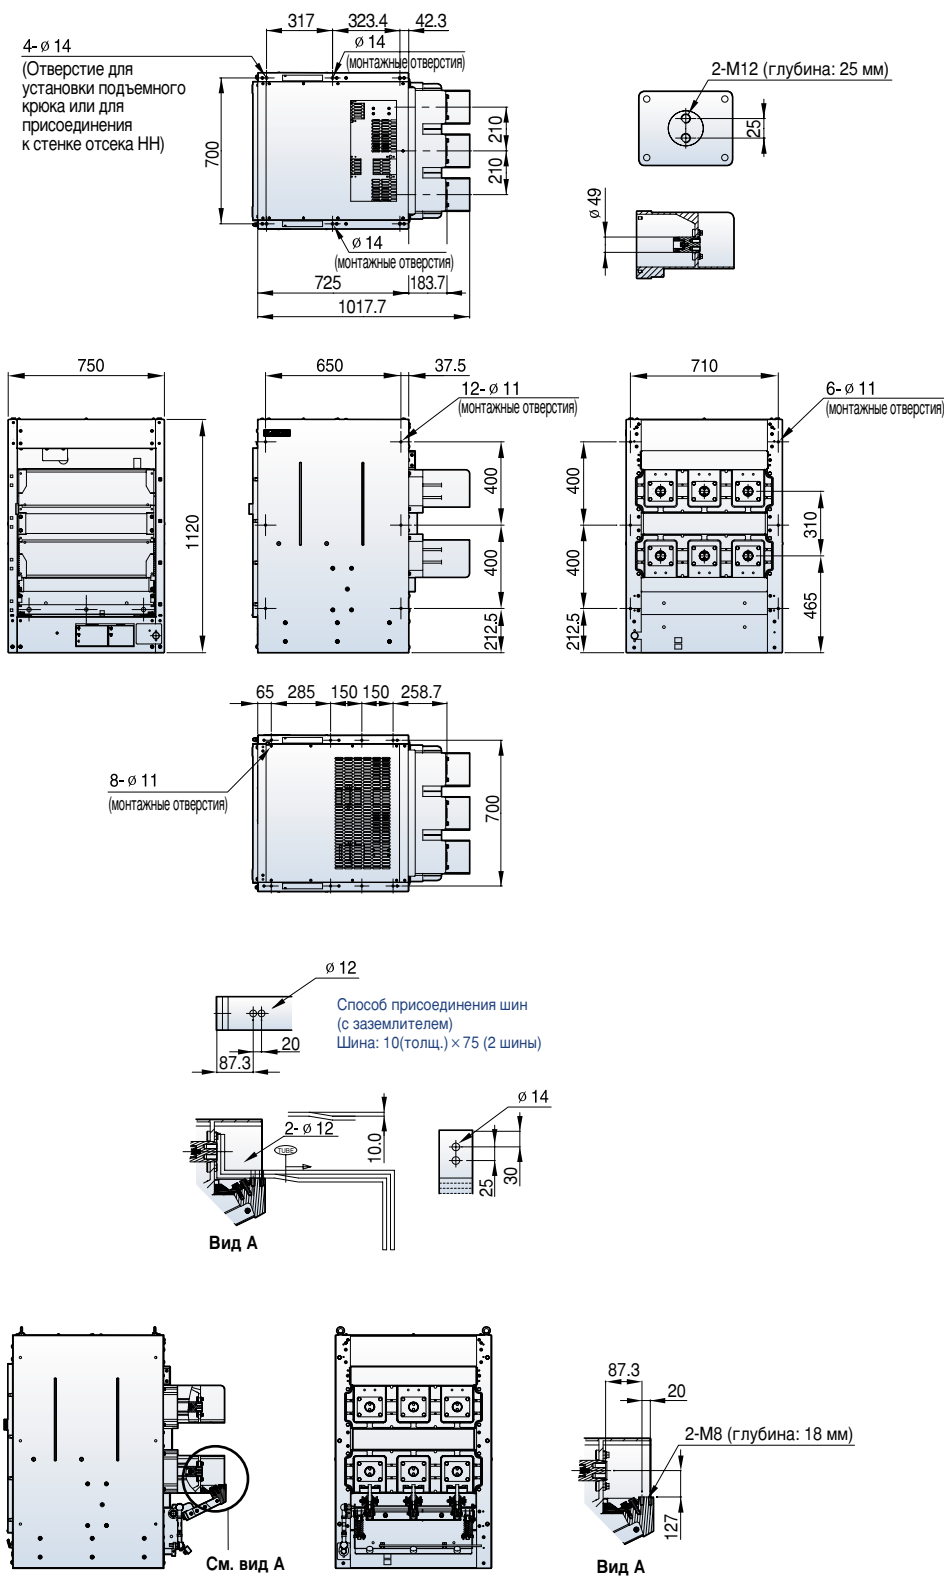 317 323.4 42.3
4- ø 14
ø 14
(монтажные отверстия)
(Отверстие для
установки подъемного
крюка или для
присоединения
к стенке отсека НН)
700
210
210
ø 14
(монтажные отверстия)
725 183.7
1017.7
2-M12 (глубина: 25 мм)
25
ø 49
750
1120
650 37.5
12- ø 11
(монтажные отверстия)
400
400
212.5
710
6- ø 11
(монтажные отверстия)
400
400
212.5
310
465
65 285 150 150 258.7
8- ø 11
(монтажные отверстия)
700
ø 12
20
87.3
Способ присоединения шин
(с заземлителем)
Шина: 10(толщ.) × 75 (2 шины)
2- ø 12
TUBE
10.0
Вид А
ø 14
25
30
См. вид А
87.3
20
2-M8 (глубина: 18 мм)
127
Вид А